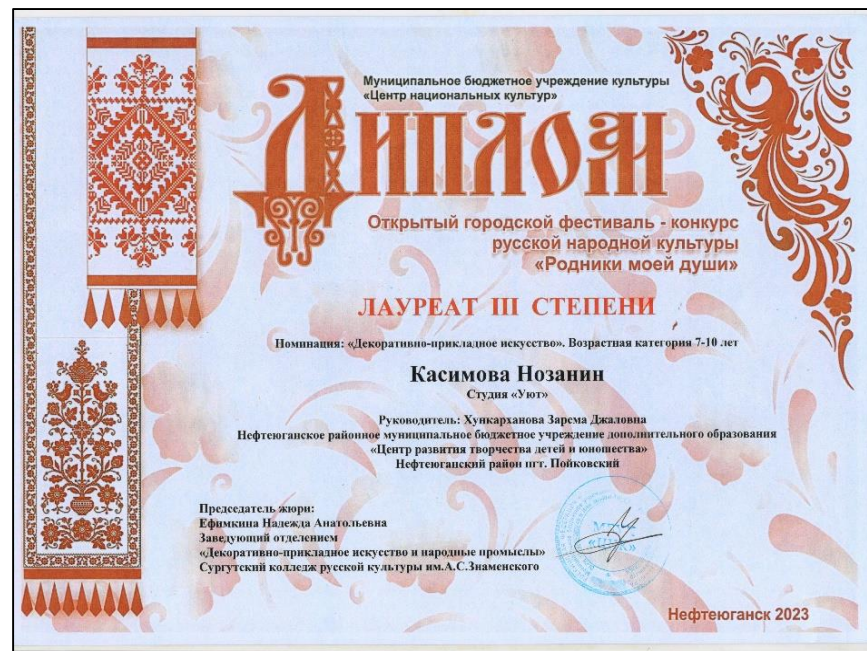 Муниципальное бюджетное учреждение культуры
«Центр национальных культур»
Диплом
Открытый городской фестиваль - конкурс
русской народной культуры
«Родники моей души»
ЛАУРЕАТ III СТЕПЕНИ
Номинация: «Декоративно-прикладное искусство». Возрастная категория 7-10 лет
Касимова Нозанин
Студия «Уют»
Руководитель: Хункарханова Зарема Джаловна
Нефтеюганское районное муниципальное бюджетное учреждение дополнительного образования
«Центр развития творчества детей и юношества»
Нефтеюганский район пгт. Пойковский
Председатель жюри:
Ефимкина Надежда Анатольевна
Заведующий отделением
«Декоративно-прикладное искусство и народные промыслы»
Сургутский колледж русской культуры им.А.С.Знаменского
Нефтеюганск 2023